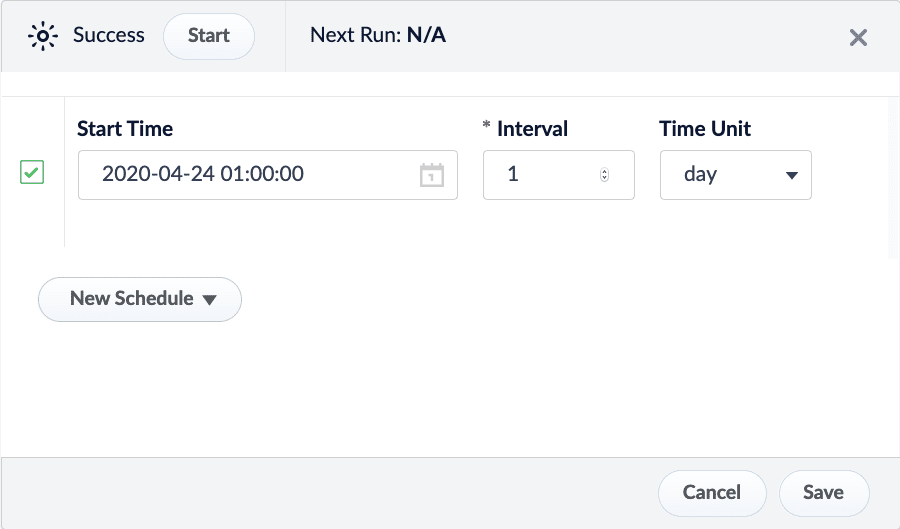 Success Start Next Run: N/A
Start Time * Interval Time Unit
2020-04-24 01:00:00 1 1 day
New Schedule
Cancel Save